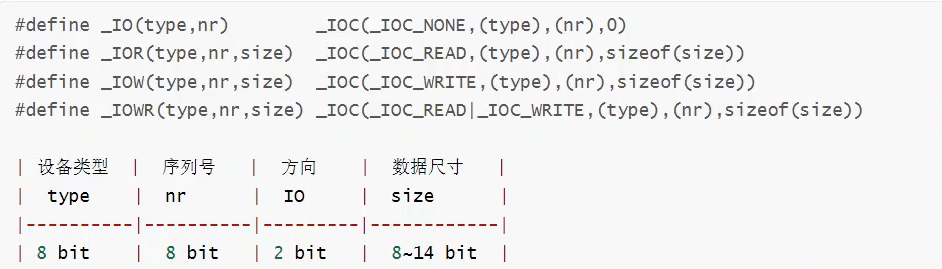 #define _IO(type,nr) _IOC(_IOC_NONE,(type),(nr),0)
#define _IOR(type,nr,size) _IOC(_IOC_READ,(type),(nr),sizeof(size))
#define _IOW(type,nr,size) _IOC(_IOC_WRITE,(type),(nr),sizeof(size))
#define _IOWR(type,nr,size) _IOC(_IOC_READ|_IOC_WRITE,(type),(nr),sizeof(size))
| 设备类型 | 序列号 | 方向 | 数据尺寸 |
| type | nr | IO | size |
|----------|----------|---------|------------|
| 8 bit | 8 bit | 2 bit | 8~14 bit |